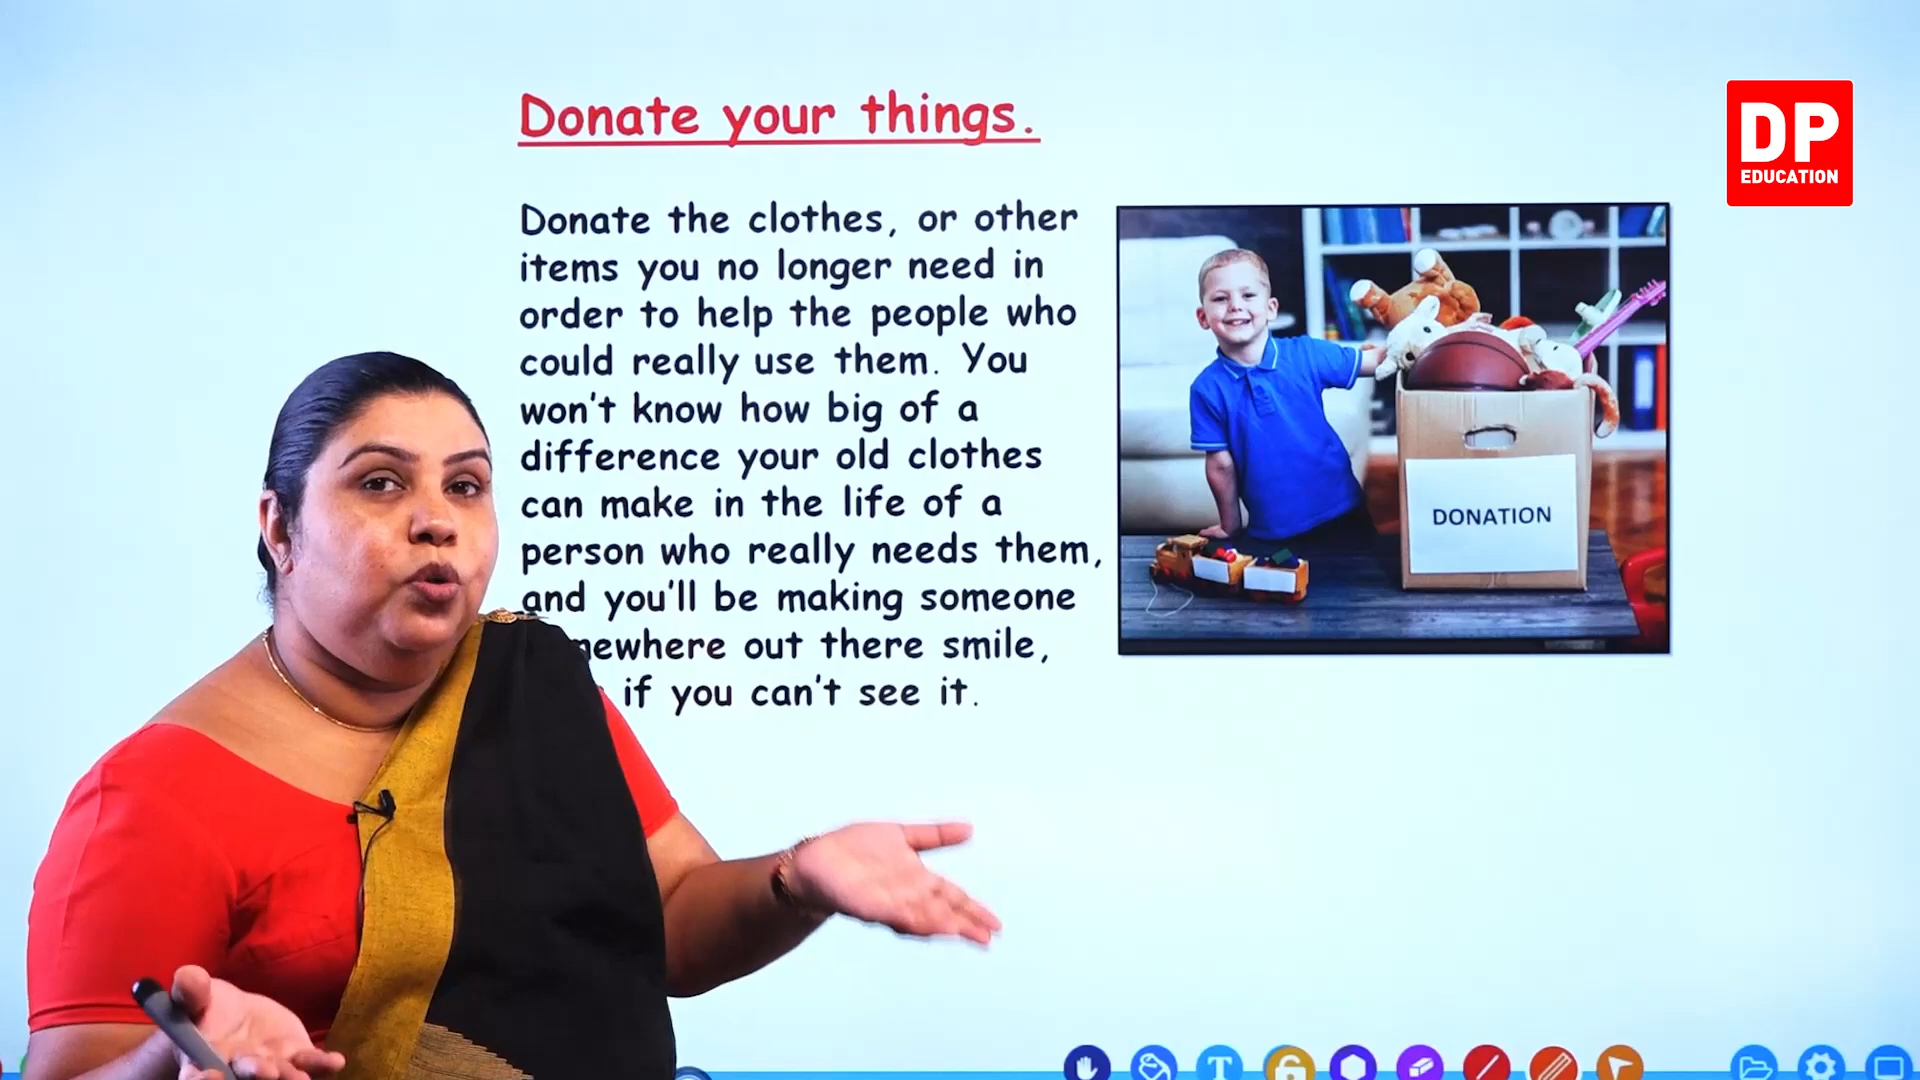 Donate your things.
Donate the clothes, or other
items you no longer need in
order to help the people who
could really use them. You
won't know how big of a
difference your old clothes
can make in the life of a
person who really needs them,
and you'll be making someone
out there smile,
if you can't see it.
DONATION
DP
EDUCATION